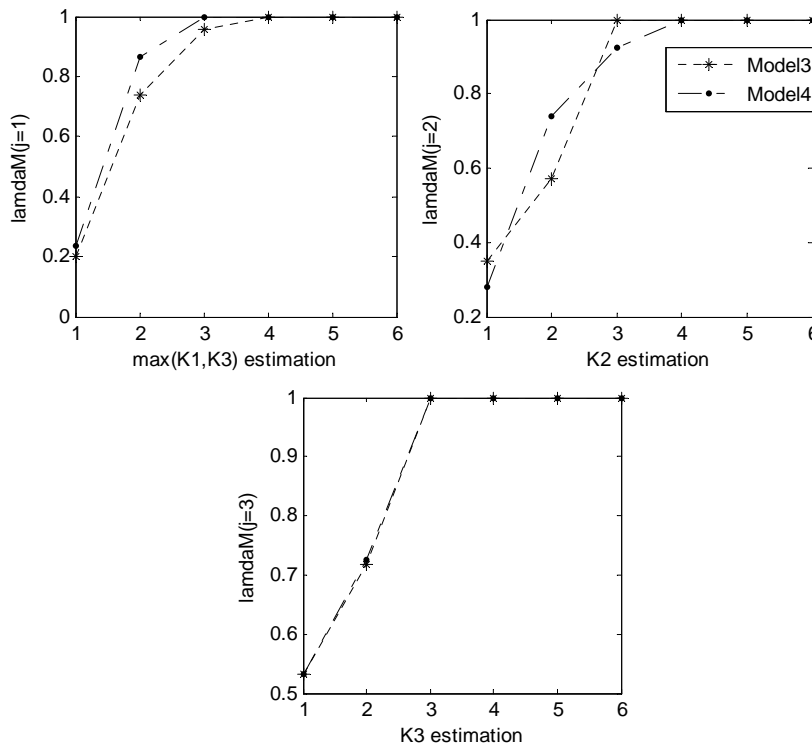 1
0.8
0.6
0.4
0.2
0
lamdaM(j=1)
1 2 3 4 5 6
max(K1,K3) estimation
1
0.8
0.6
0.4
0.2
lamdaM(j=2)
Model3
Model4
1 2 3 4 5 6
K2 estimation
1
0.9
0.8
0.7
0.6
0.5
lamdaM(j=3)
1 2 3 4 5 6
K3 estimation